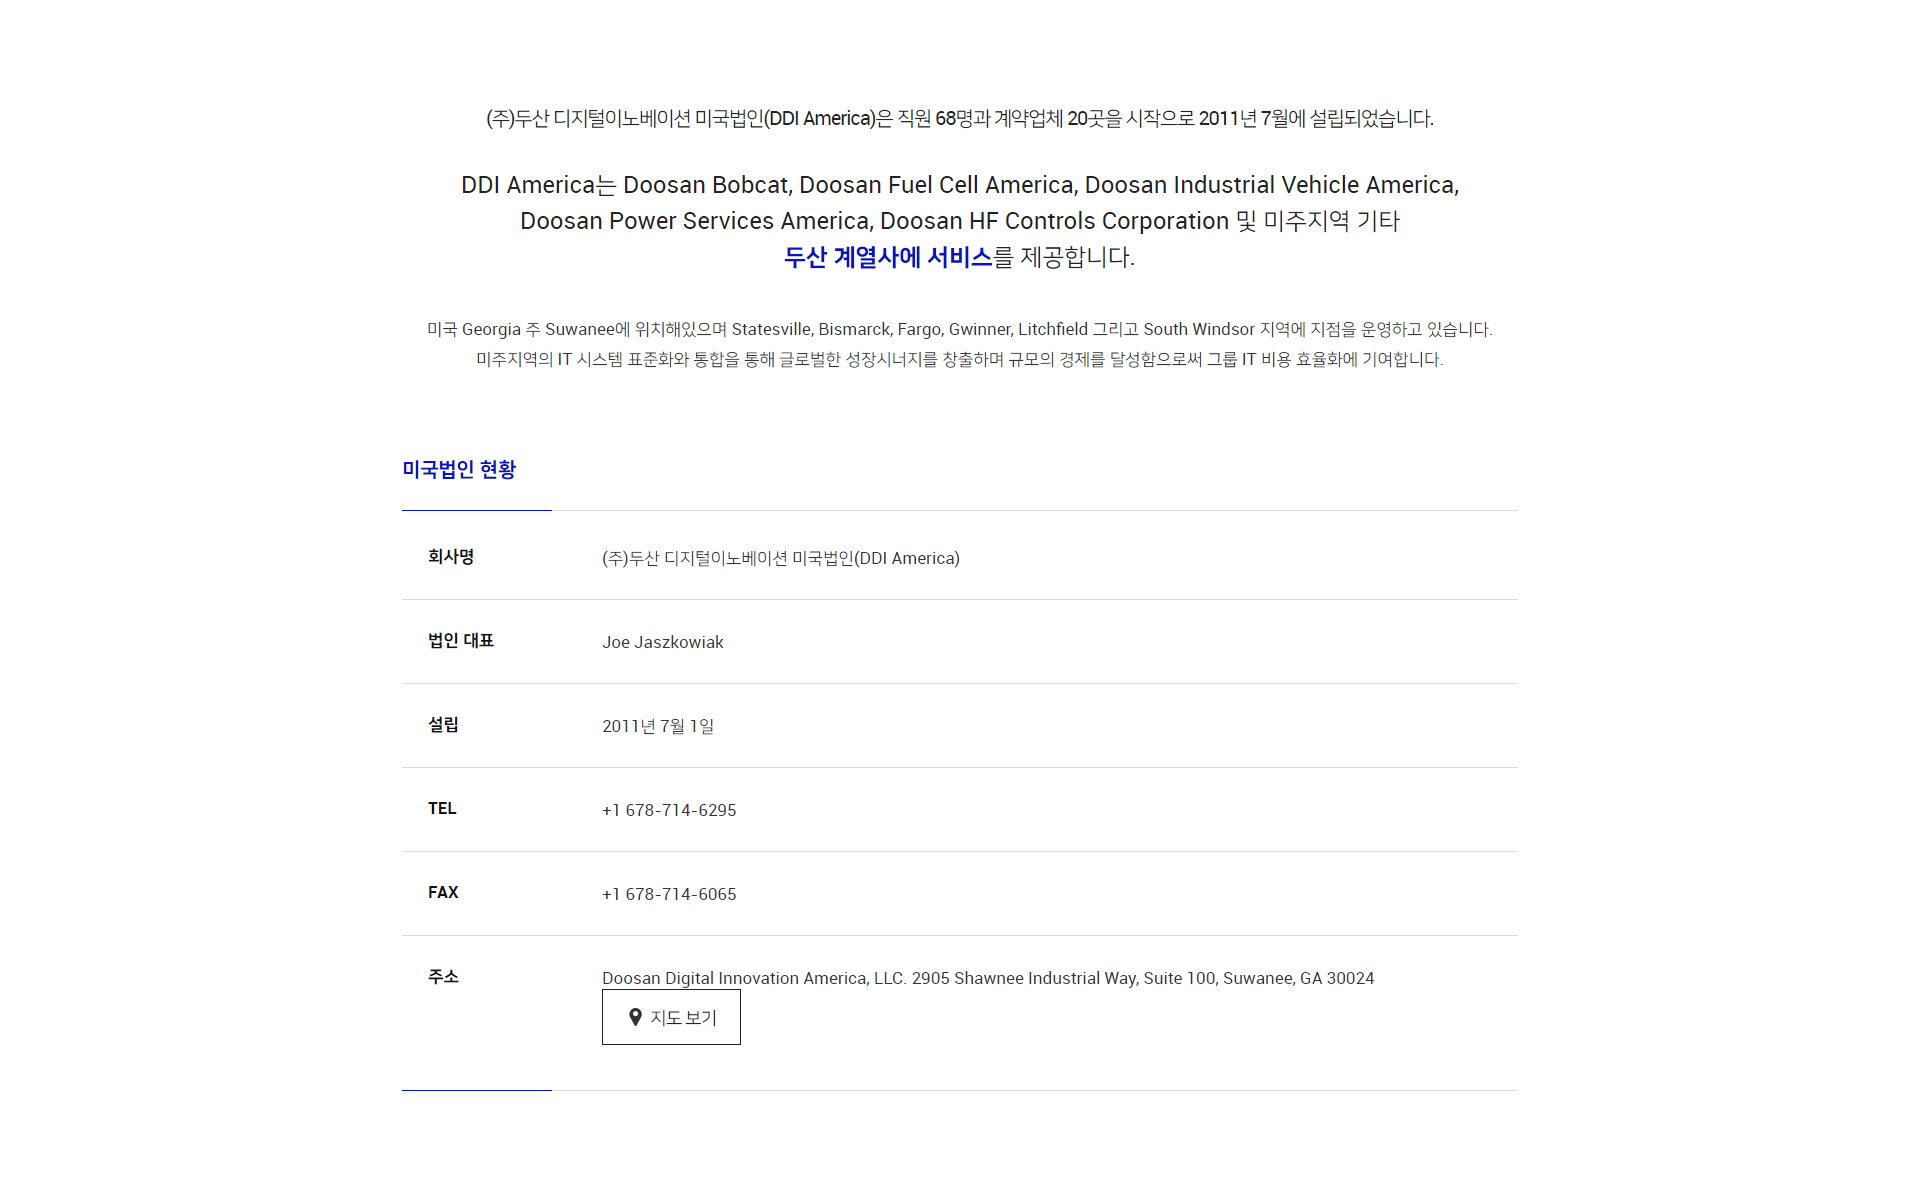 (주)두산 디지털이노베이션 미국법인(DDI America)은 직원 68명과 계약업체 20곳을 시작으로 2011년 7월에 설립되었습니다.
DDI America는 Doosan Bobcat, Doosan Fuel Cell America, Doosan Industrial Vehicle America,
Doosan Power Services America, Doosan HF Controls Corporation 및 미주지역 기타
두산 계열사에 서비스를 제공합니다.
미국 Georgia 주 Suwanee에 위치해있으며 Statesville, Bismarck, Fargo, Gwinner, Litchfield 그리고 South Windsor 지역에 지점을 운영하고 있습니다.
미주지역의 IT 시스템 표준화와 통합을 통해 글로벌한 성장시너지를 창출하며 규모의 경제를 달성함으로써 그룹 IT 비용 효율화에 기여합니다.
미국법인 현황
회사명 (주)두산 디지털이노베이션 미국법인(DDI America)
법인 대표 Joe Jaszkowiak
설립 2011년 7월 1일
TEL +1 678-714-6295
FAX +1 678-714-6065
주소 Doosan Digital Innovation America, LLC. 2905 Shawnee Industrial Way, Suite 100, Suwanee, GA 30024
지도 보기